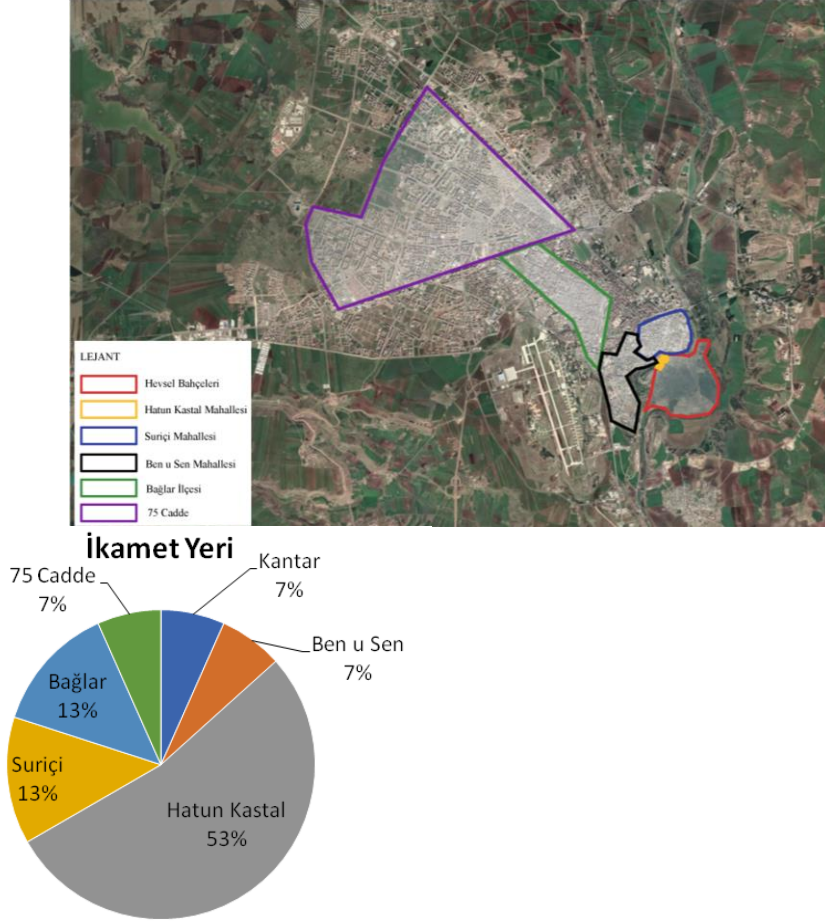 LEJANT
Hevsel Bahçeleri
Hatun Kastal Mahallesi
Suriçi Mahallesi
Ben u Sen Mahallesi
Bağlar İlçesi
75 Cadde
İkamet Yeri
75 Cadde
7%
Kantar
7%
Ben u Sen
7%
Bağlar
13%
Suriçi
13%
Hatun Kastal
53%